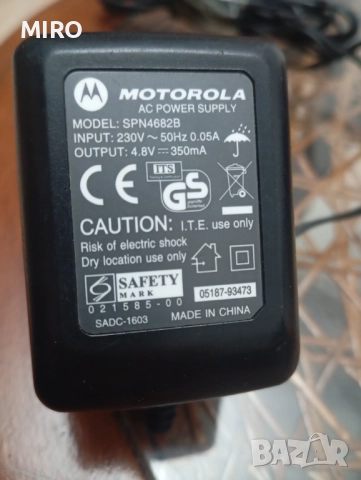 MIRO
MOTOROLA
AC POWER SUPPLY
MODEL: SPN4682B
INPUT: 230V ~ 50Hz 0.05A
OUTPUT: 4.8V ⎓ 350mA
CE
ITS
GS
CAUTION: I.T.E. use only
Risk of electric shock
Dry location use only
S SAFETY
MARK
021585-00
05187-93473
SADC-1603
MADE IN CHINA
BAZAR